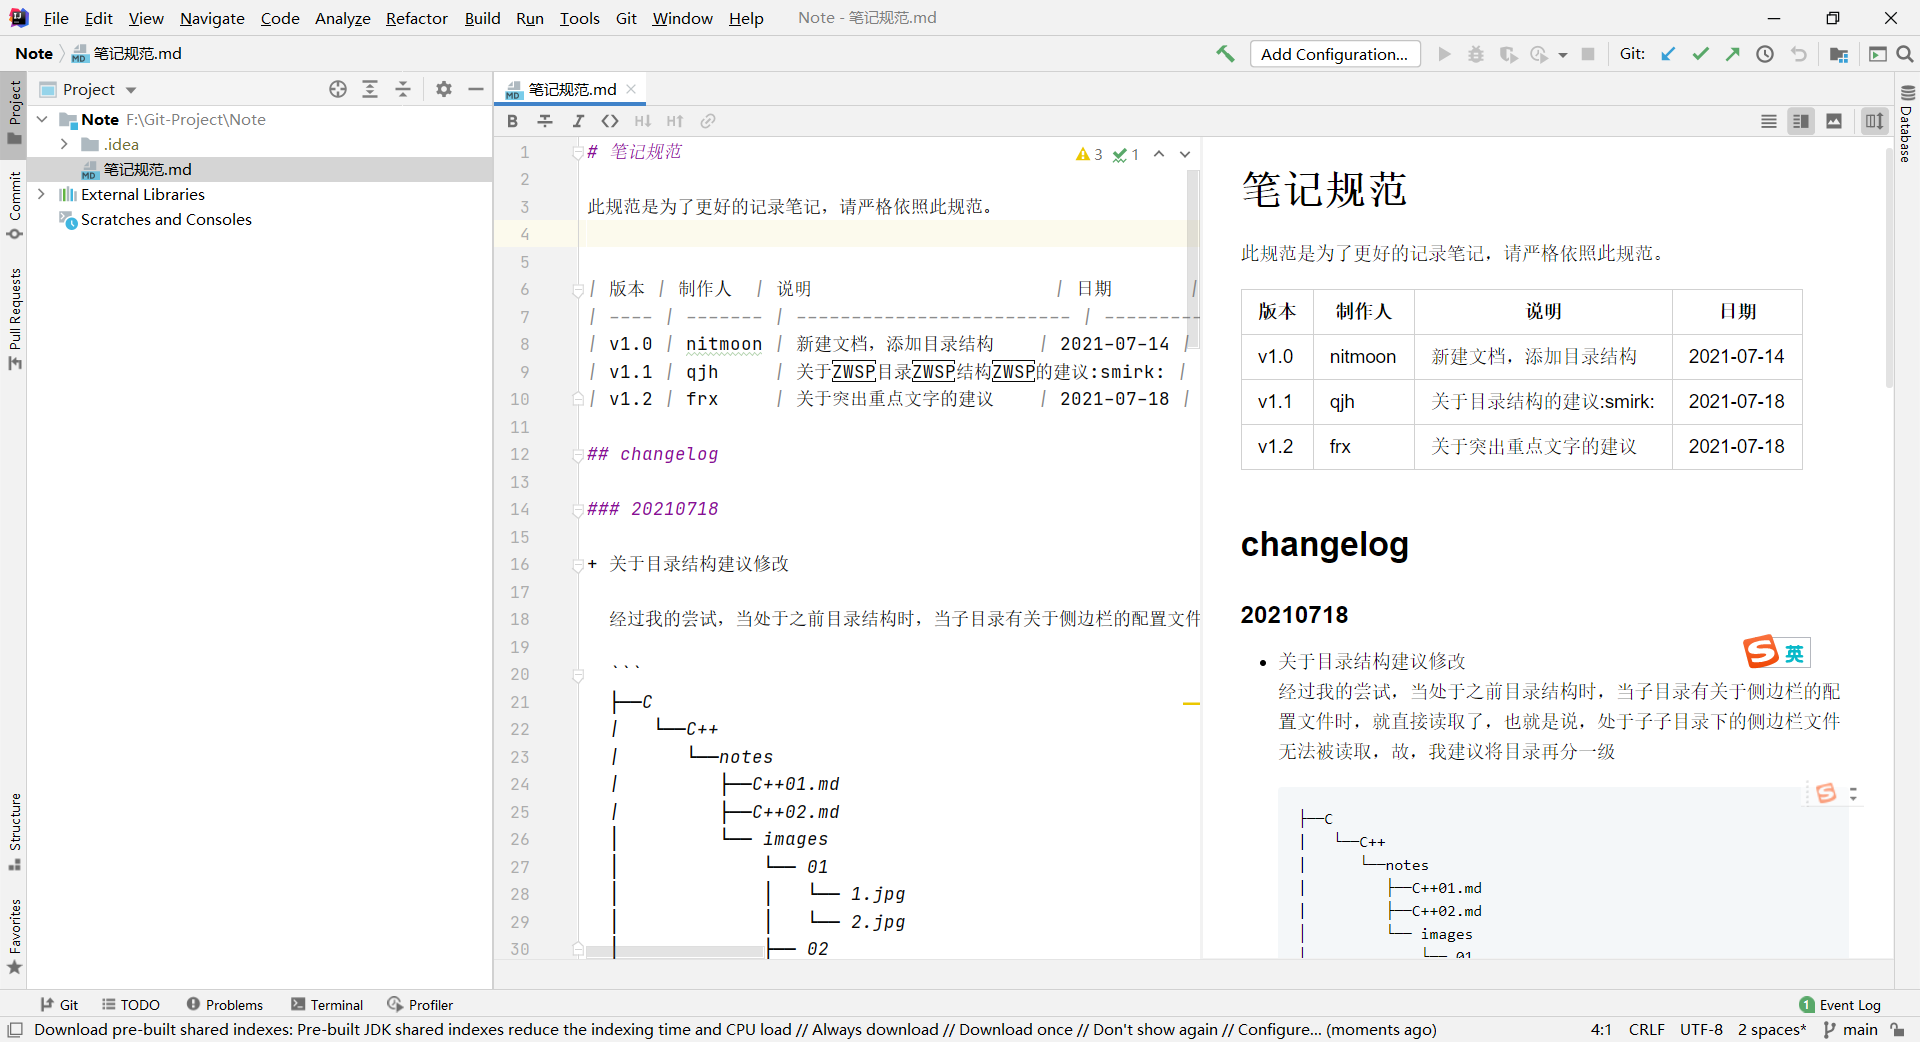 File Edit View Navigate Code Analyze Refactor Build Run Tools Git Window Help Note - 笔记规范.md
Note 笔记规范.md
Add Configuration... Git:
Project
Project
Commit
Pull Requests
Structure
Favorites
Note F:\Git-Project\Note
.idea
笔记规范.md
External Libraries
Scratches and Consoles
笔记规范.md
B I <> H↓ H↑
3 1
1 # 笔记规范
2
3 此规范是为了更好的记录笔记，请严格依照此规范。
4
5
6 | 版本 | 制作人 | 说明 | 日期 |
7 | ---- | ------- | ------------------------- | ---------
8 | v1.0 | nitmoon | 新建文档，添加目录结构 | 2021-07-14 |
9 | v1.1 | qjh | 关于ZWSP目录ZWSP结构ZWSP的建议:smirk: |
10 | v1.2 | frx | 关于突出重点文字的建议 | 2021-07-18 |
11
12 ## changelog
13
14 ### 20210718
15
16 + 关于目录结构建议修改
17
18 经过我的尝试，当处于之前目录结构时，当子目录有关于侧边栏的配置文件
19
20 ```
21 ├──C
22 | └──C++
23 | └──notes
24 | ├──C++01.md
25 | ├──C++02.md
26 │ └── images
27 │ └── 01
28 │ │ └── 1.jpg
29 │ │ └── 2.jpg
30 │ ├── 02
笔记规范
此规范是为了更好的记录笔记，请严格依照此规范。
版本 制作人 说明 日期
v1.0 nitmoon 新建文档，添加目录结构 2021-07-14
v1.1 qjh 关于目录结构的建议:smirk: 2021-07-18
v1.2 frx 关于突出重点文字的建议 2021-07-18
changelog
20210718
• 关于目录结构建议修改
经过我的尝试，当处于之前目录结构时，当子目录有关于侧边栏的配
置文件时，就直接读取了，也就是说，处于子子目录下的侧边栏文件
无法被读取，故，我建议将目录再分一级
├──C
│ └──C++
│ └──notes
│ ├──C++01.md
│ ├──C++02.md
│ └── images
│ └── 01
英
Database
Git TODO Problems Terminal Profiler 1 Event Log
Download pre-built shared indexes: Pre-built JDK shared indexes reduce the indexing time and CPU load // Always download // Download once // Don't show again // Configure... (moments ago) 4:1 CRLF UTF-8 2 spaces* main